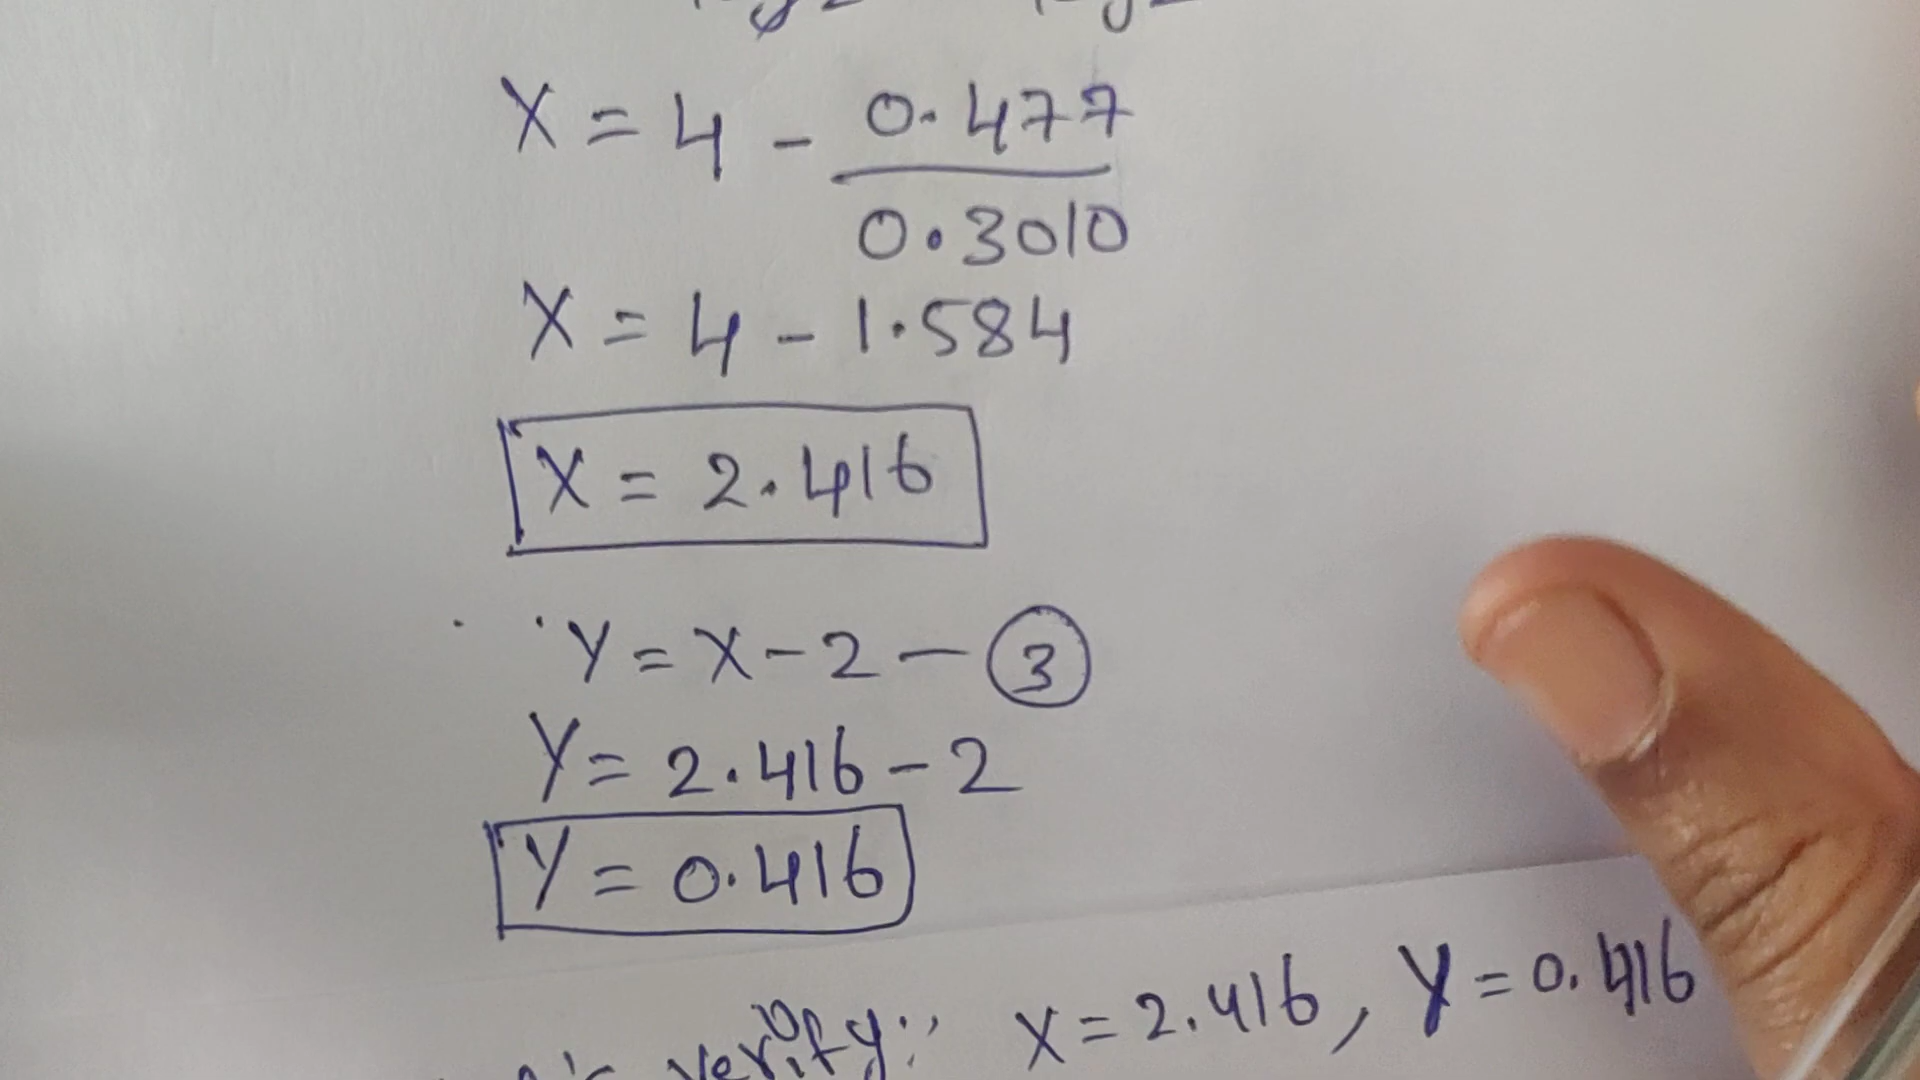 X = 4 - 0.477
0.3010
X = 4 - 1.584
X = 2.416
Y = X - 2 - ③
Y = 2.416 - 2
Y = 0.416
verify:, X = 2.416, Y = 0.416